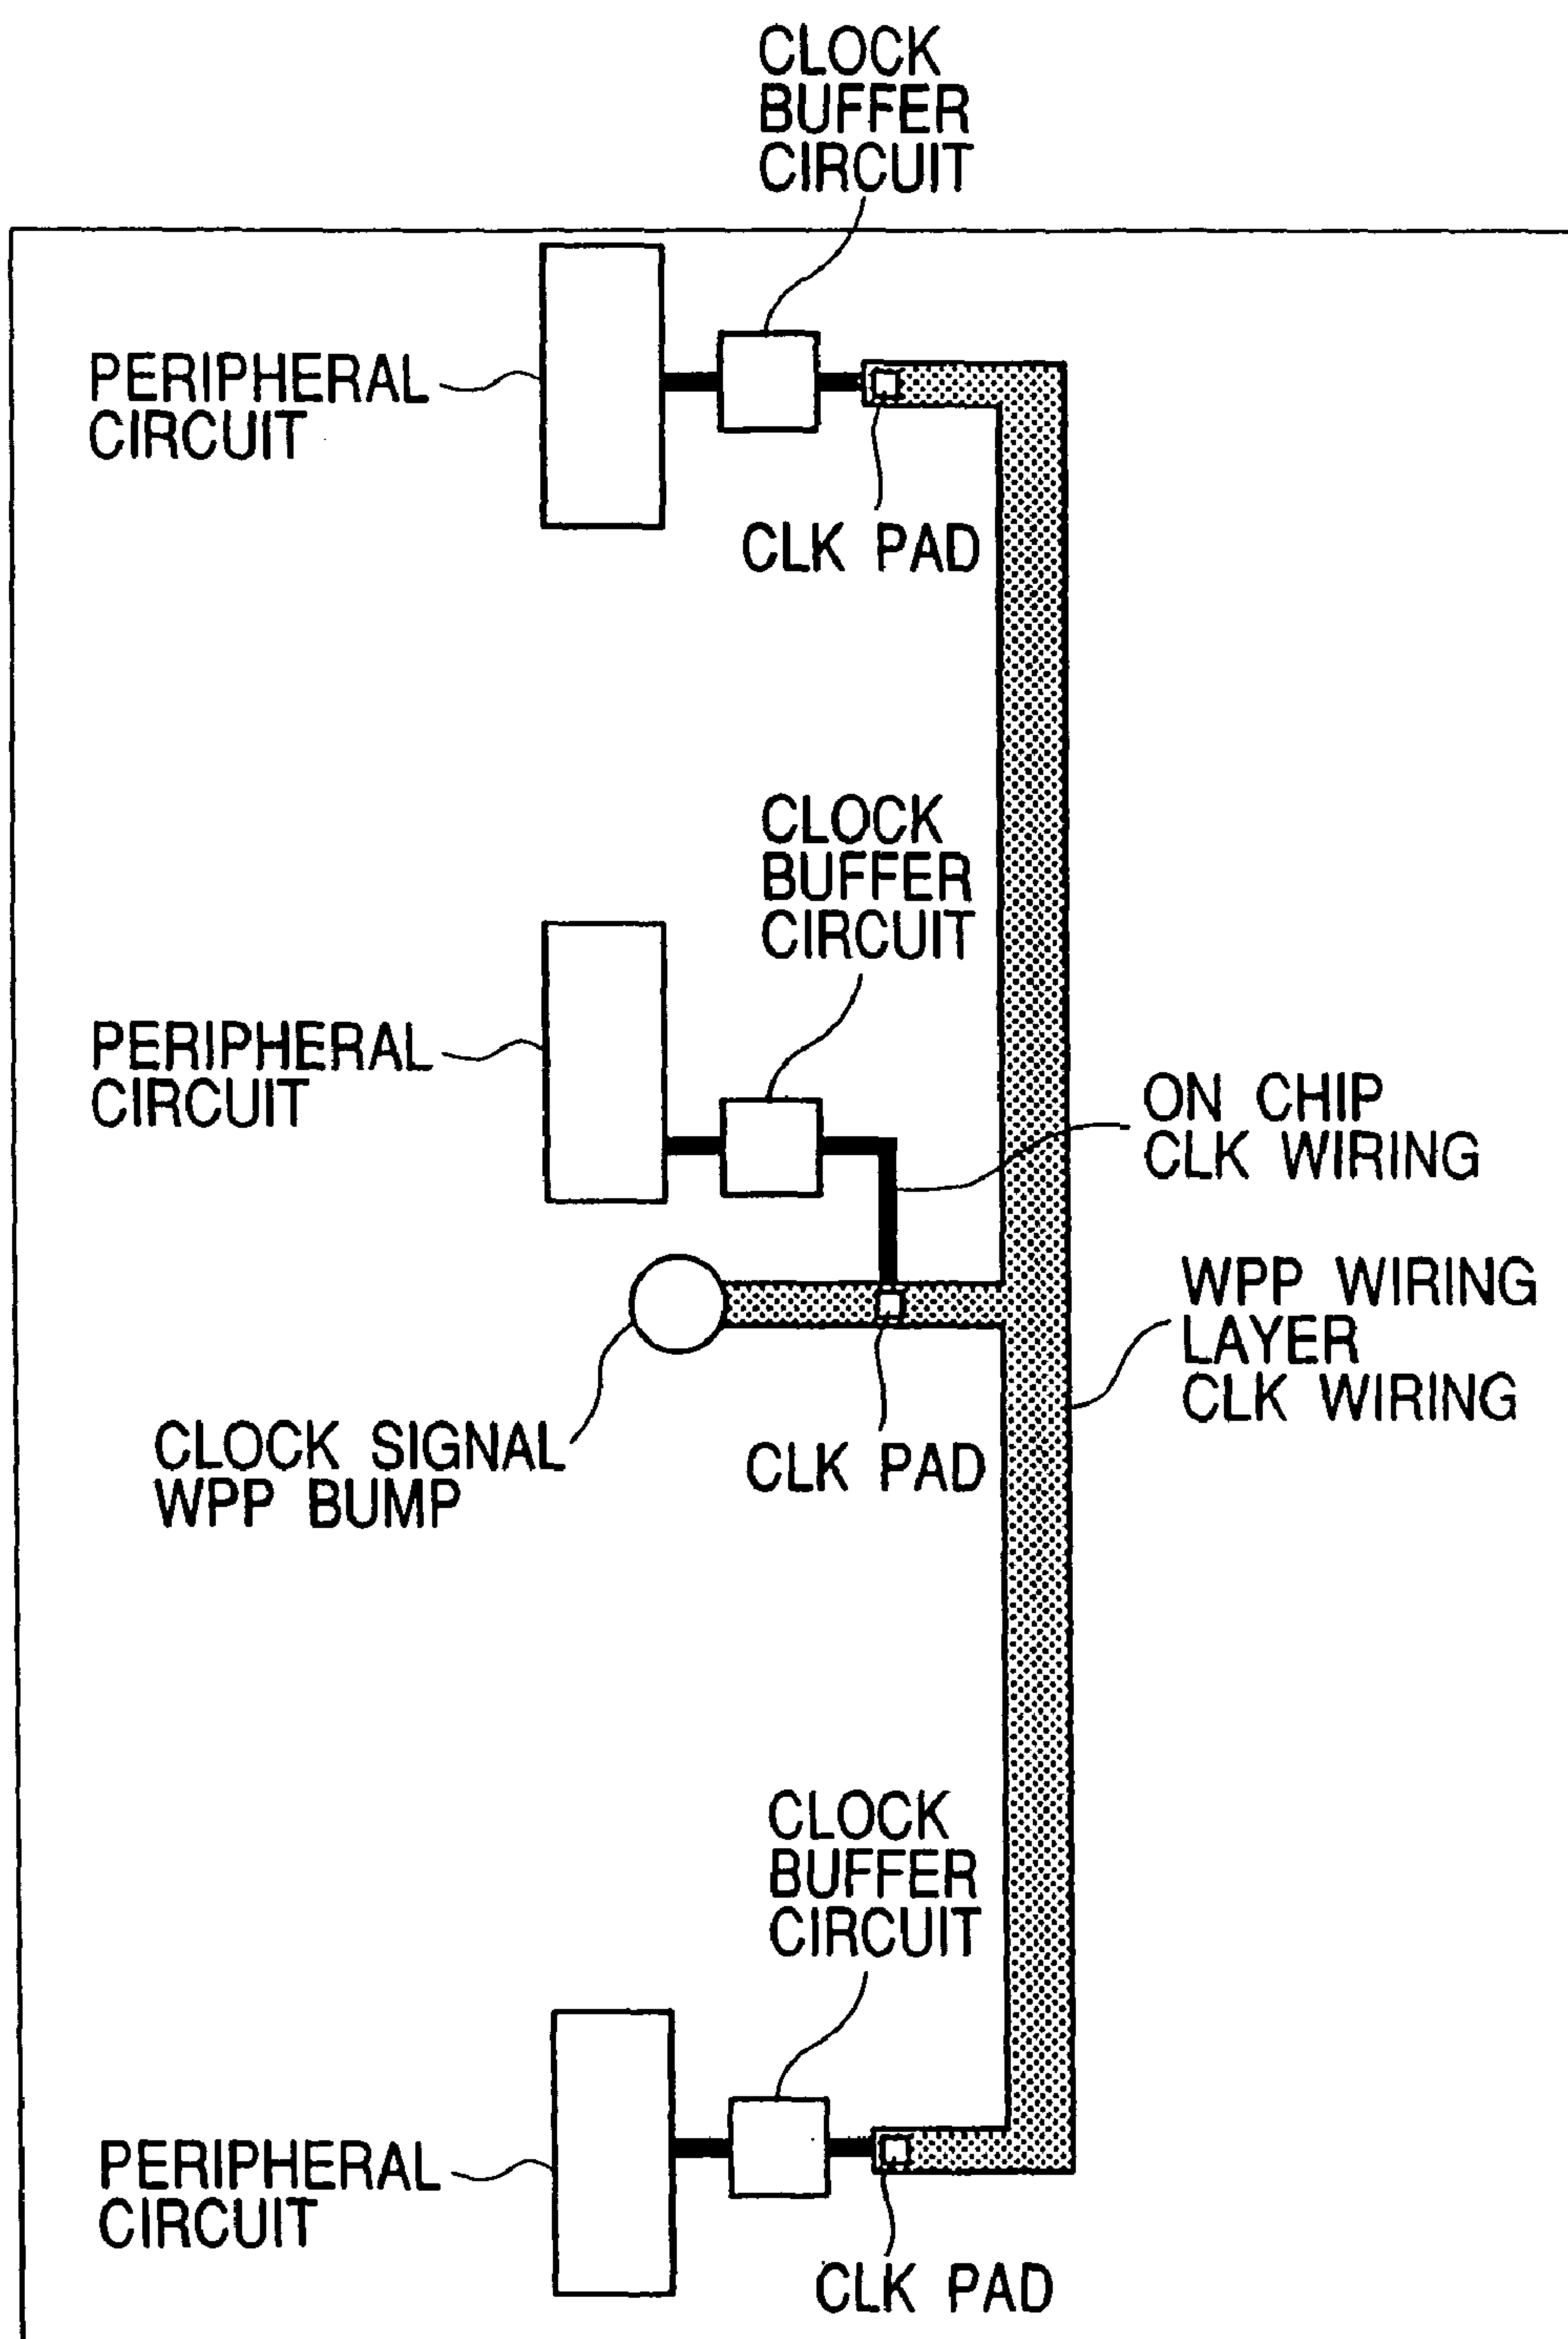 CLOCK
BUFFER
CIRCUIT
PERIPHERAL
CIRCUIT
CLK PAD
CLOCK
BUFFER
CIRCUIT
PERIPHERAL
CIRCUIT
ON CHIP
CLK WIRING
WPP WIRING
LAYER
CLK WIRING
CLOCK SIGNAL
WPP BUMP
CLK PAD
CLOCK
BUFFER
CIRCUIT
PERIPHERAL
CIRCUIT
CLK PAD